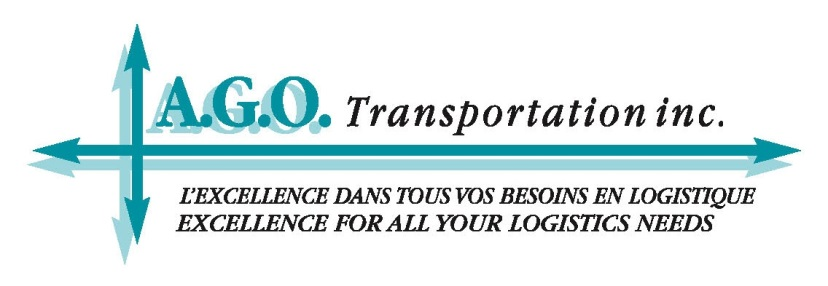 A.G.O. Transportation inc.
L'EXCELLENCE DANS TOUS VOS BESOINS EN LOGISTIQUE
EXCELLENCE FOR ALL YOUR LOGISTICS NEEDS